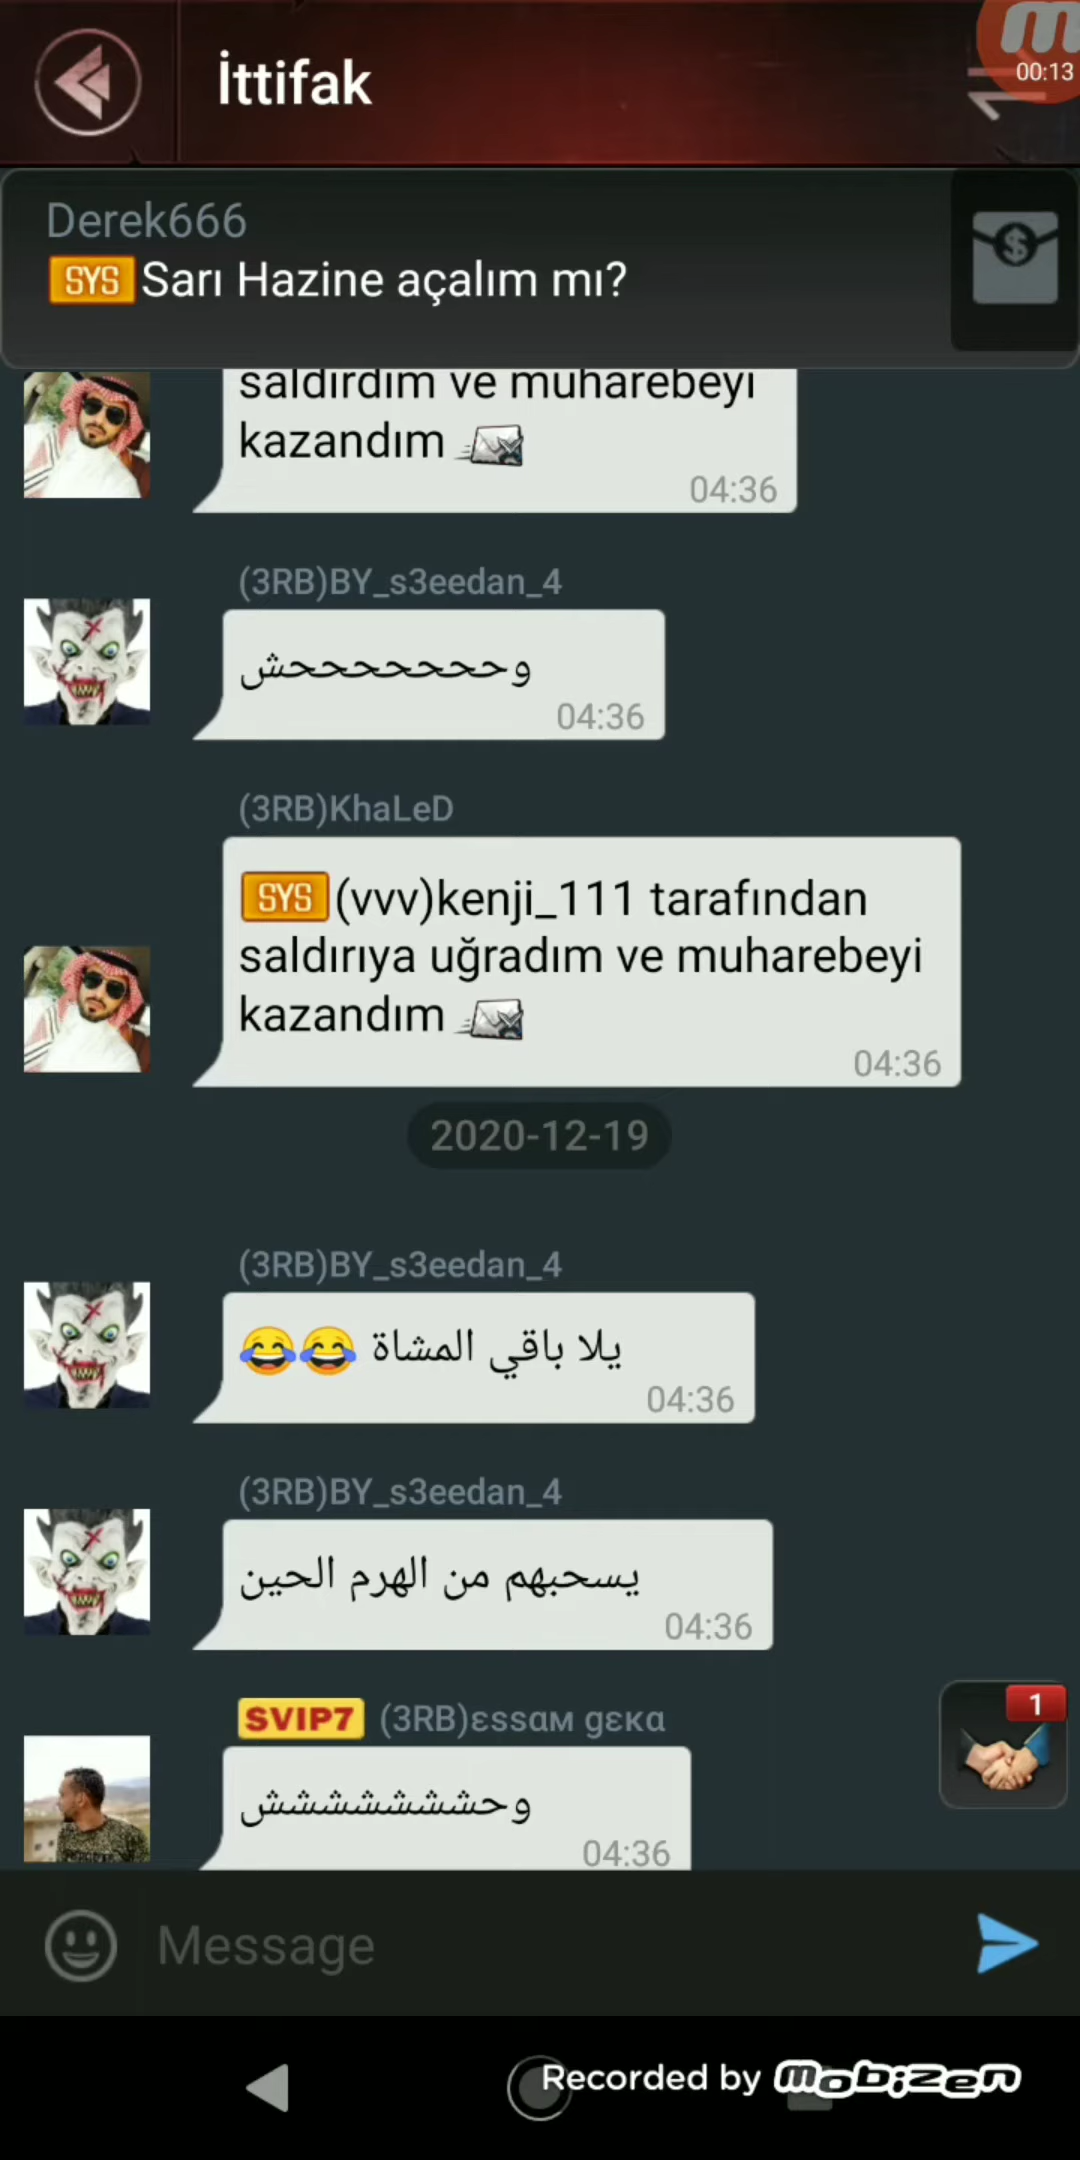 İttifak
00:13
Derek666
SYS Sarı Hazine açalım mı?
saldırdım ve muharebeyi
kazandım
04:36
(3RB)BY_s3eedan_4
وحححححححش
04:36
(3RB)KhaLeD
SYS (vvv)kenji_111 tarafından
saldırıya uğradım ve muharebeyi
kazandım
04:36
2020-12-19
(3RB)BY_s3eedan_4
يلا باقي المشاة 😂😂
04:36
(3RB)BY_s3eedan_4
يسحبهم من الهرم الحين
04:36
SVIP7 (3RB)εssαм gεκα
وحششششششش
04:36
1
Message
Recorded by mobizen